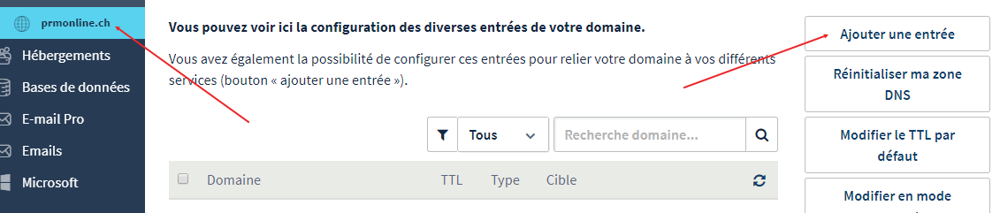 prmonline.ch
Hébergements
Bases de données
E-mail Pro
Emails
Microsoft
Vous pouvez voir ici la configuration des diverses entrées de votre domaine.
Vous avez également la possibilité de configurer ces entrées pour relier votre domaine à vos différents
services (bouton « ajouter une entrée »).
Tous
Recherche domaine...
Domaine TTL Type Cible
Ajouter une entrée
Réinitialiser ma zone
DNS
Modifier le TTL par
défaut
Modifier en mode